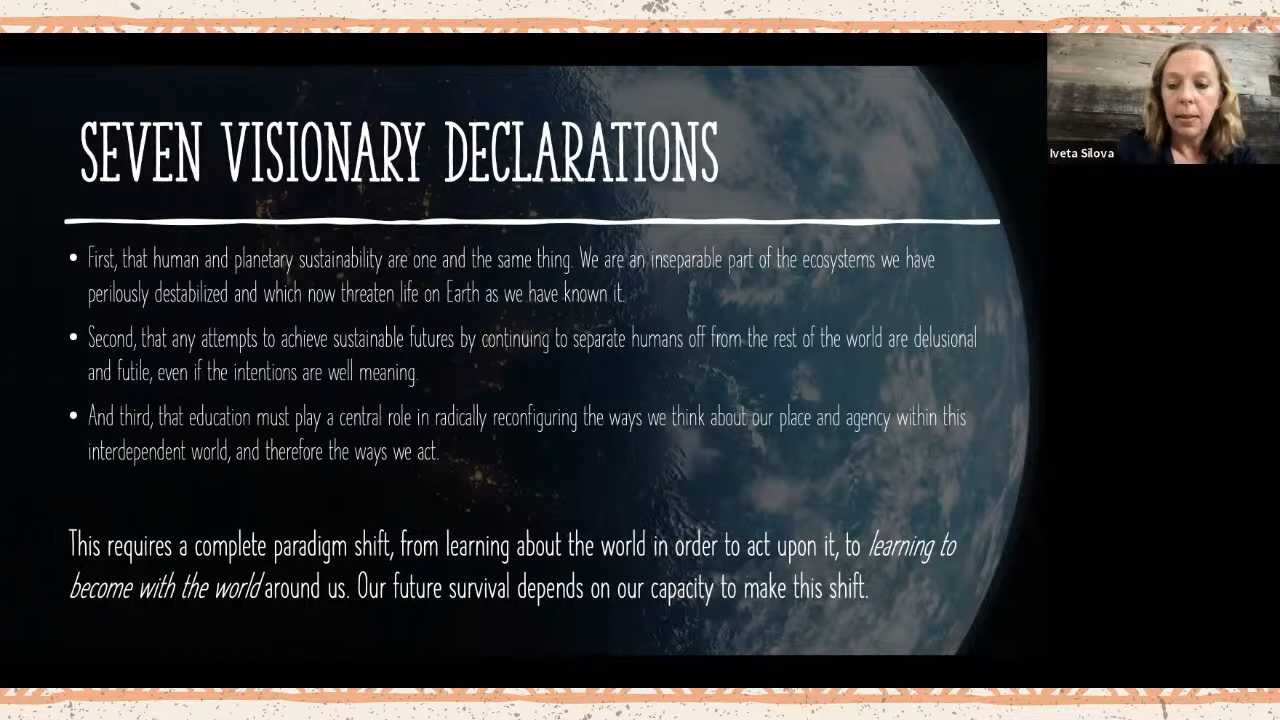 SEVEN VISIONARY DECLARATIONS
• First, that human and planetary sustainability are one and the same thing. We are an inseparable part of the ecosystems we have
perilously destabilized and which now threaten life on Earth as we have known it.
• Second, that any attempts to achieve sustainable futures by continuing to separate humans off from the rest of the world are delusional
and futile, even if the intentions are well meaning.
• And third, that education must play a central role in radically reconfiguring the ways we think about our place and agency within this
interdependent world, and therefore the ways we act.
This requires a complete paradigm shift, from learning about the world in order to act upon it, to learning to
become with the world around us. Our future survival depends on our capacity to make this shift.
Iveta Silova